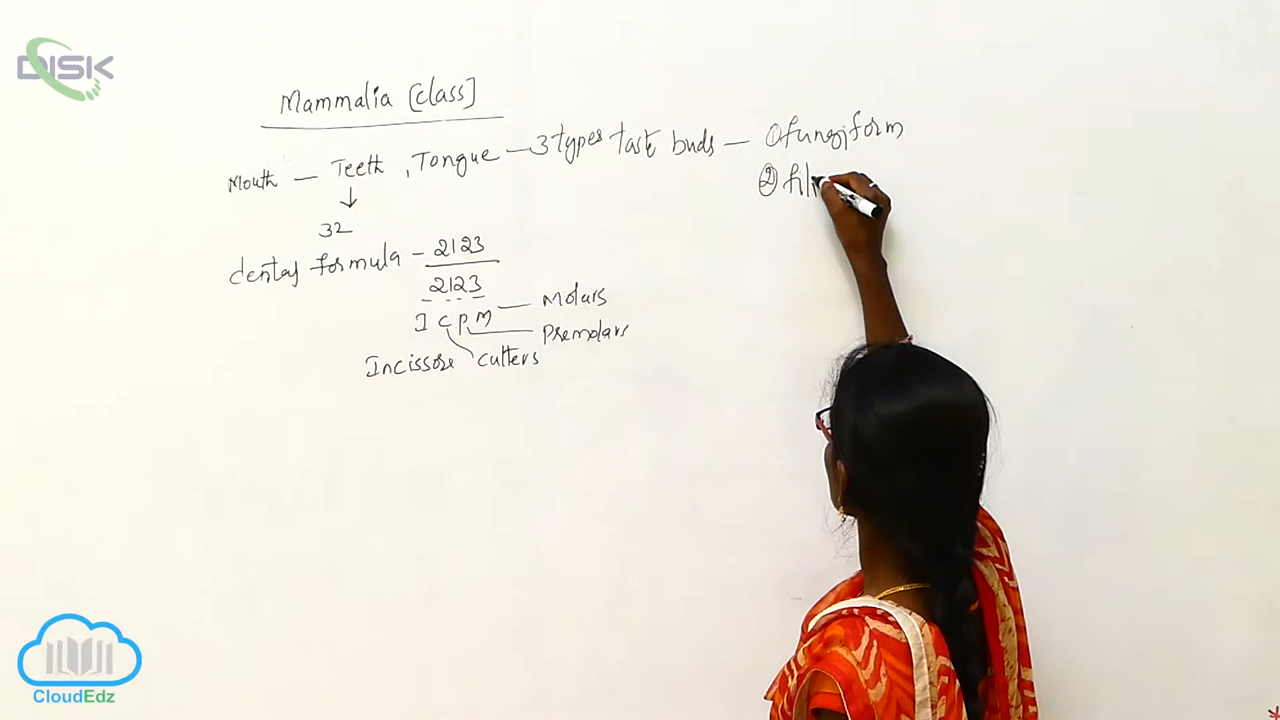 DISK
Mammalia [class]
Mouth — Teeth , Tongue — 3 types taste buds — ① fungiform
② fili
↓
32
dental formula - 2123
2123
I C P M — Molars
Premolars
Incissors cutters
CloudEdz